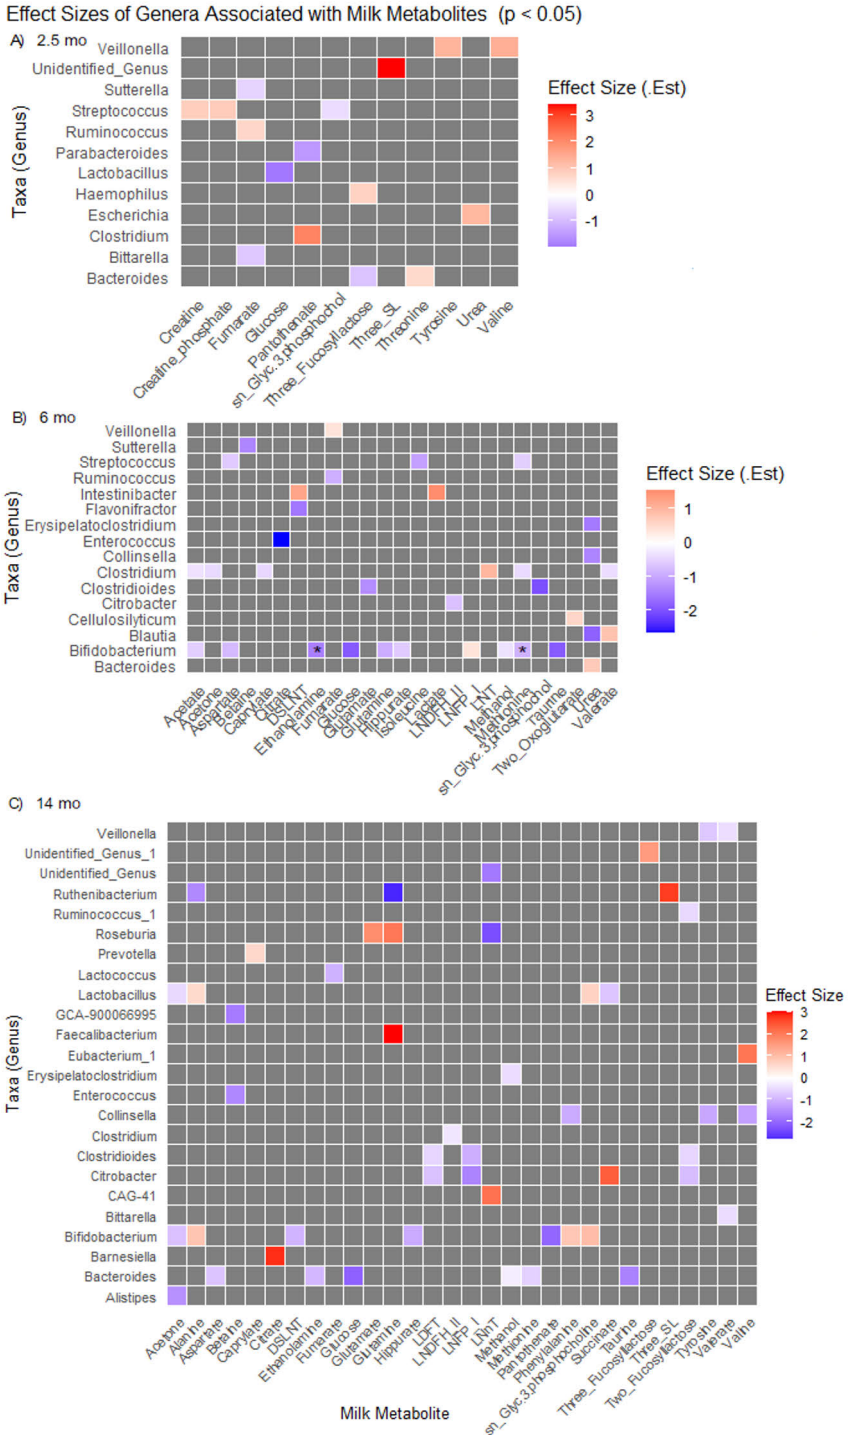 Effect Sizes of Genera Associated with Milk Metabolites (p < 0.05)
A) 2.5 mo
Taxa (Genus)
Veillonella
Unidentified_Genus
Sutterella
Streptococcus
Ruminococcus
Parabacteroides
Lactobacillus
Haemophilus
Escherichia
Clostridium
Bittarella
Bacteroides
Creatine
Creatine_phosphate
Fumarate
Glucose
Pantothenate
sn_Glyc.3.phosphochol
Three_Fucosyllactose
Three_SL
Threonine
Tyrosine
Urea
Valine
Effect Size (.Est)
3
2
1
0
-1
B) 6 mo
Taxa (Genus)
Veillonella
Sutterella
Streptococcus
Ruminococcus
Intestinibacter
Flavonifractor
Erysipelatoclostridium
Enterococcus
Collinsella
Clostridium
Clostridioides
Citrobacter
Cellulosilyticum
Blautia
Bifidobacterium
Bacteroides
*
*
Acetate
Acetone
Aspartate
Betaine
Caprylate
Citrate
DSLNT
Ethanolamine
Fumarate
Glucose
Glutamate
Glutamine
Hippurate
Isoleucine
Lactate
LNDFH_II
LNFP_I
LNT
Methanol
Methionine
sn_Glyc.3.phosphochol
Taurine
Two_Oxoglutarate
Urea
Valerate
Effect Size (.Est)
1
0
-1
-2
C) 14 mo
Taxa (Genus)
Veillonella
Unidentified_Genus_1
Unidentified_Genus
Ruthenibacterium
Ruminococcus_1
Roseburia
Prevotella
Lactococcus
Lactobacillus
GCA-900066995
Faecalibacterium
Eubacterium_1
Erysipelatoclostridium
Enterococcus
Collinsella
Clostridium
Clostridioides
Citrobacter
CAG-41
Bittarella
Bifidobacterium
Barnesiella
Bacteroides
Alistipes
Acetone
Alanine
Aspartate
Betaine
Caprylate
Citrate
DSLNT
Ethanolamine
Fumarate
Glucose
Glutamate
Glutamine
Hippurate
LDFT
LNDFH_II
LNFP_I
LNnT
Methanol
Methionine
Pantothenate
Phenylalanine
sn_Glyc.3.phosphocholine
Succinate
Taurine
Three_Fucosyllactose
Three_SL
Two_Fucosyllactose
Tyrosine
Valerate
Valine
Effect Size
3
2
1
0
-1
-2
Milk Metabolite